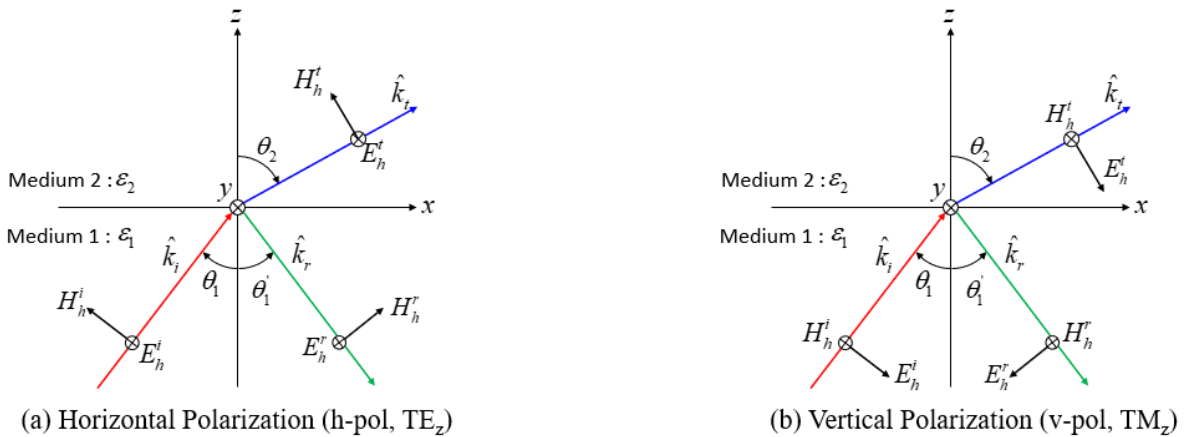 z
z
H_h^t
k̂_t
H_h^t
k̂_t
θ_2
E_h^t
θ_2
E_h^t
Medium 2 : ε_2
y
Medium 2 : ε_2
y
x
x
Medium 1 : ε_1
Medium 1 : ε_1
k̂_i
k̂_r
k̂_i
k̂_r
θ_1
θ_1^'
θ_1
θ_1^'
H_h^i
H_h^r
H_h^i
H_h^r
E_h^i
E_h^r
E_h^i
E_h^r
(a) Horizontal Polarization (h-pol, TE_z)
(b) Vertical Polarization (v-pol, TM_z)